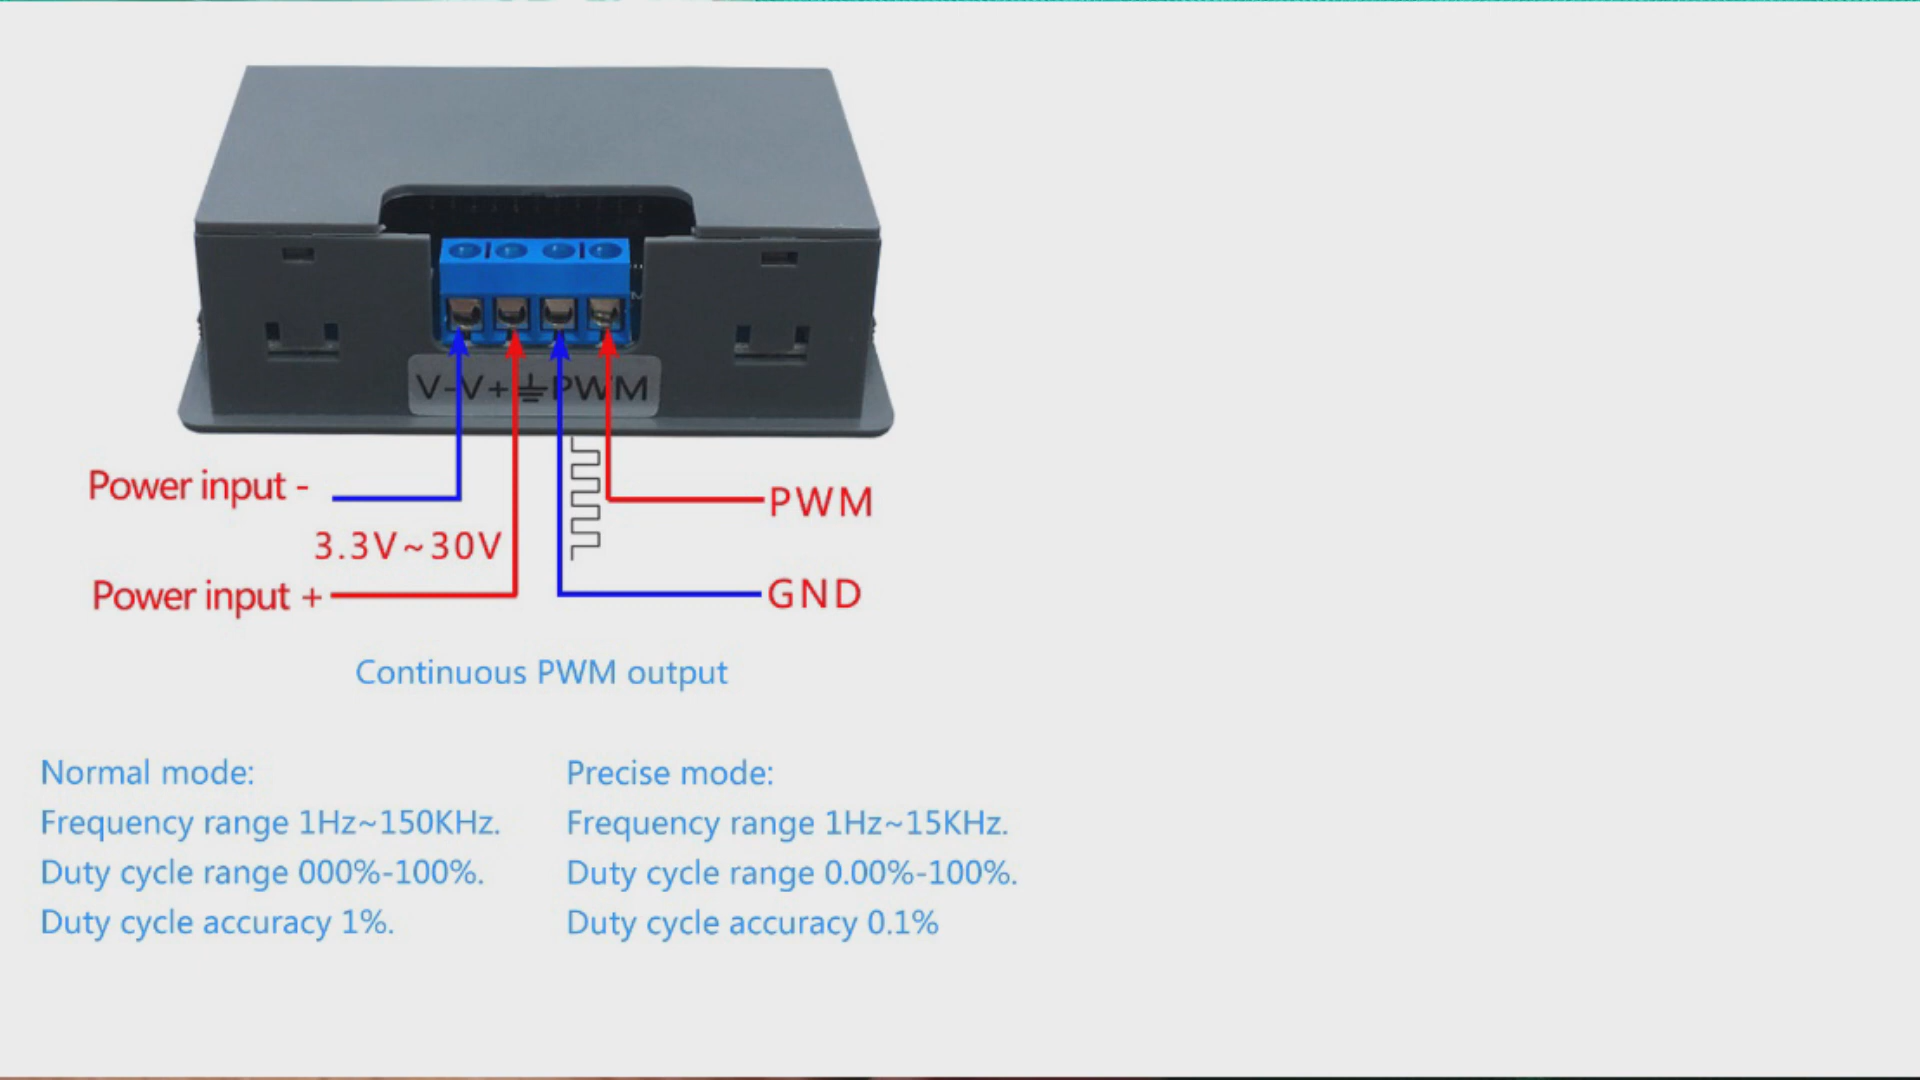 V- V+ ⏚ PWM
Power input -
3.3V~30V
Power input +
PWM
GND
Continuous PWM output
Normal mode:
Frequency range 1Hz~150KHz.
Duty cycle range 000%-100%.
Duty cycle accuracy 1%.
Precise mode:
Frequency range 1Hz~15KHz.
Duty cycle range 0.00%-100%.
Duty cycle accuracy 0.1%